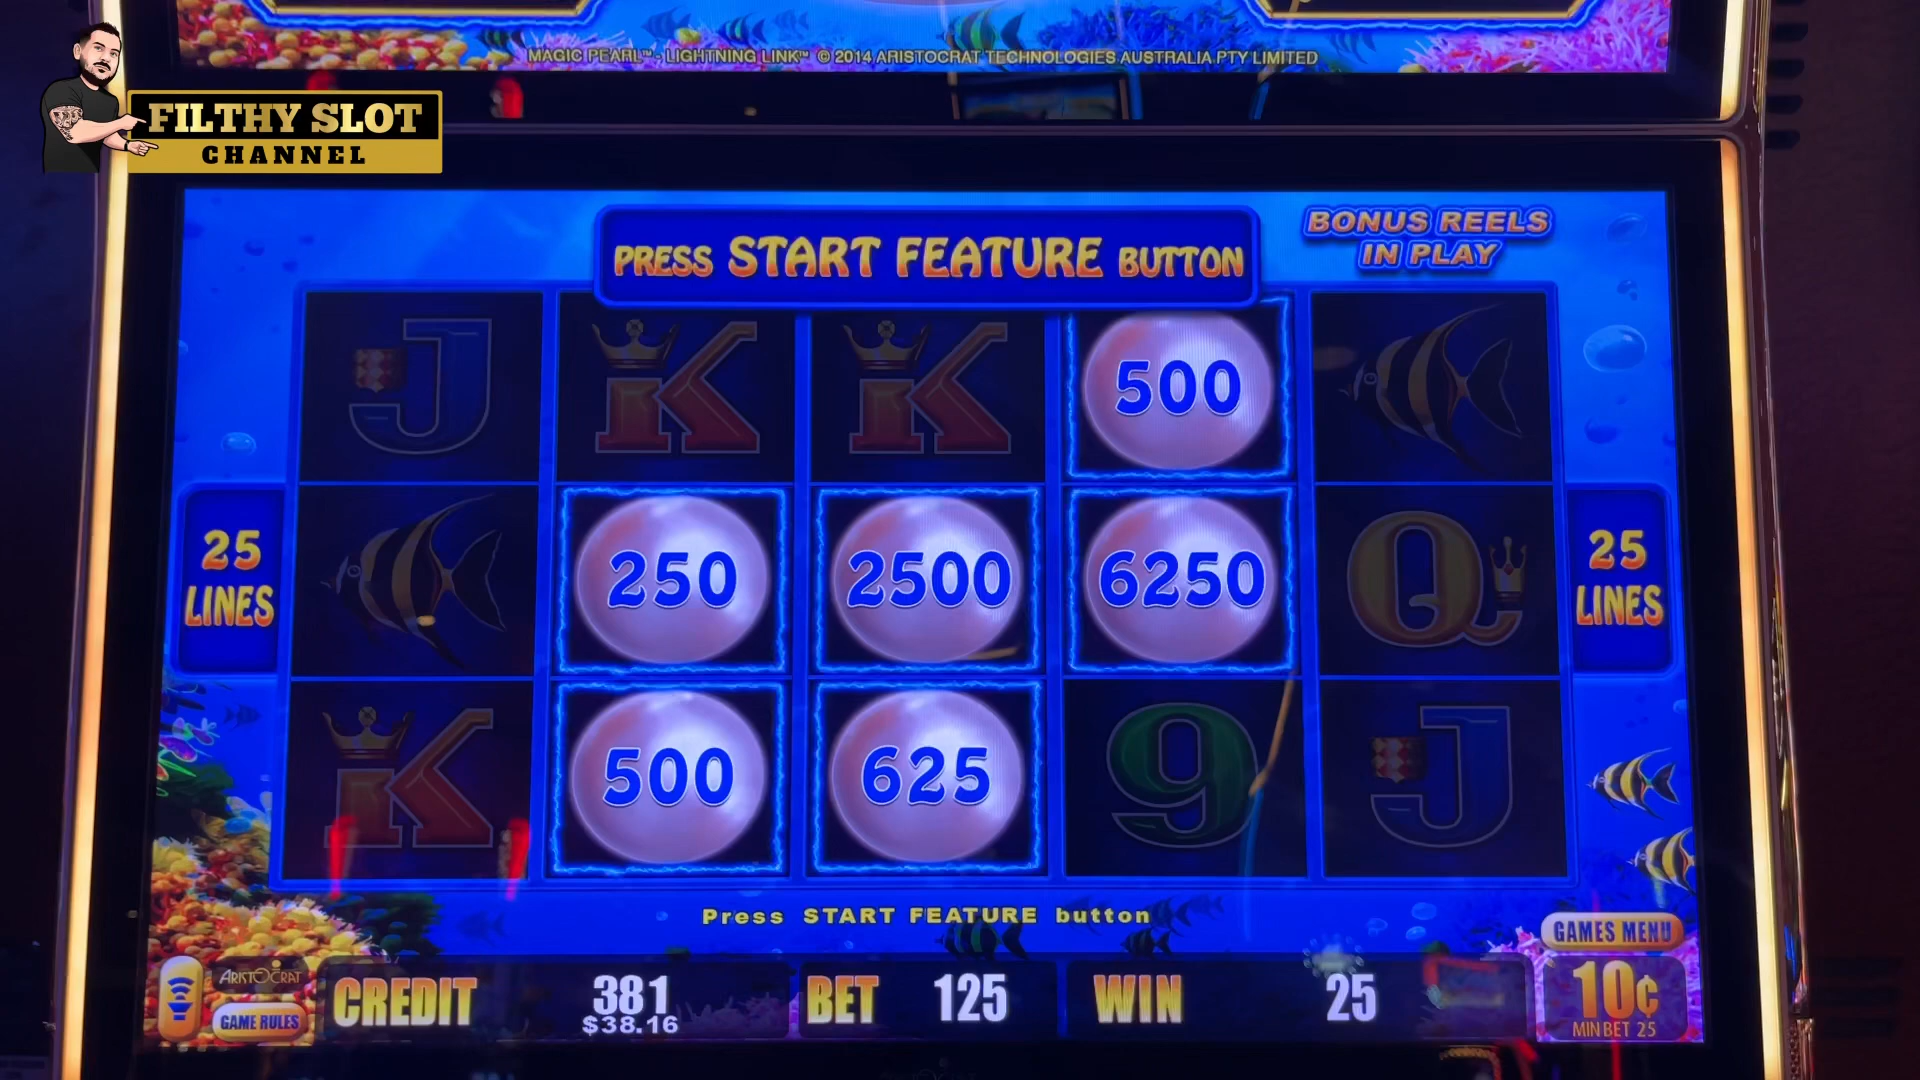 MAGIC PEARL™ - LIGHTNING LINK™ © 2014 ARISTOCRAT TECHNOLOGIES AUSTRALIA PTY LIMITED
FILTHY SLOT
CHANNEL
PRESS START FEATURE BUTTON
BONUS REELS
IN PLAY
J
K
K
500
25
LINES
250
2500
6250
Q
25
LINES
K
500
625
9
J
Press START FEATURE button
GAMES MENU
ARISTOCRAT
GAME RULES
CREDIT
381
$38.16
BET
125
WIN
25
10¢
MIN BET 25